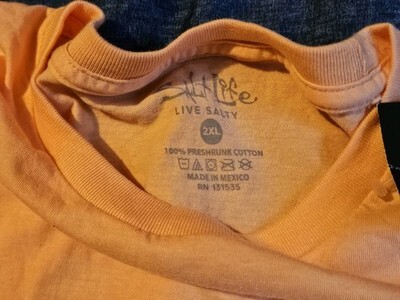 Salt Life
LIVE SALTY
2XL
100% PRESHRUNK COTTON
MADE IN MEXICO
RN 131535